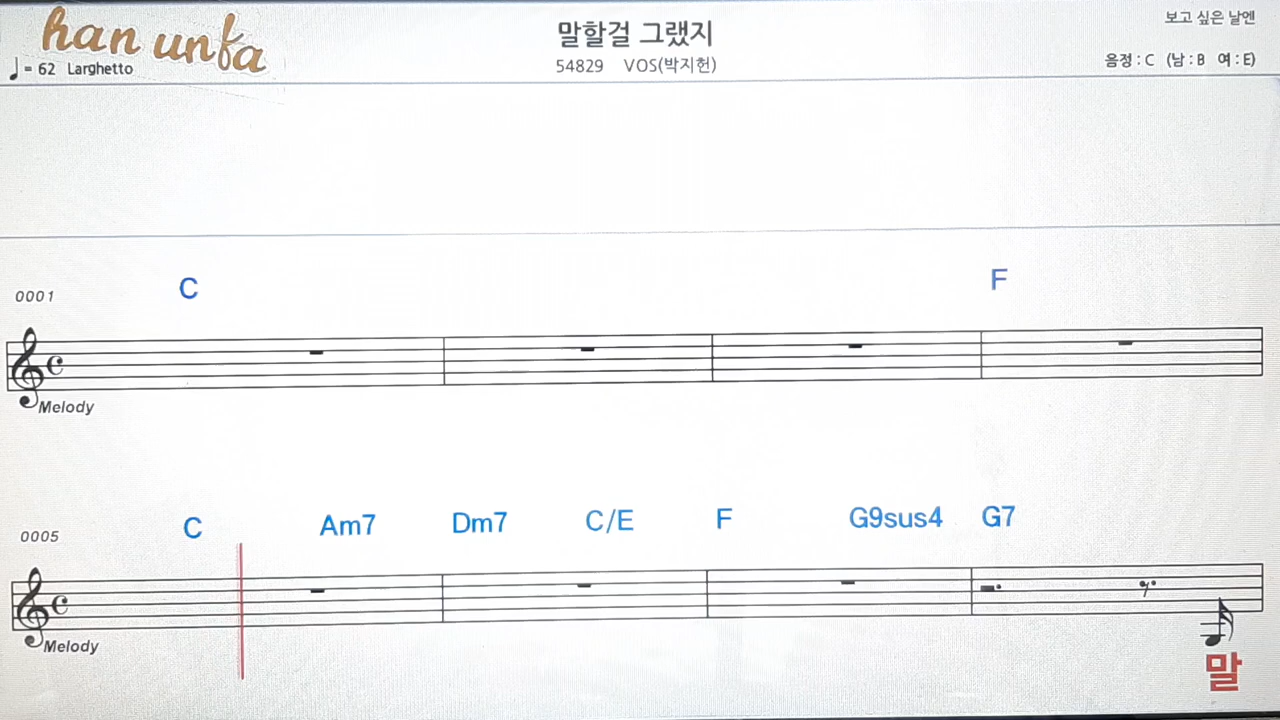 han unfa
말할걸 그랬지
보고 싶은 날엔
♩= 62 Larghetto
54829 VOS(박지헌)
음정 : C (남 : B 여 : E)
0001 C F
Melody
0005 C Am7 Dm7 C/E F G9sus4 G7
Melody
말